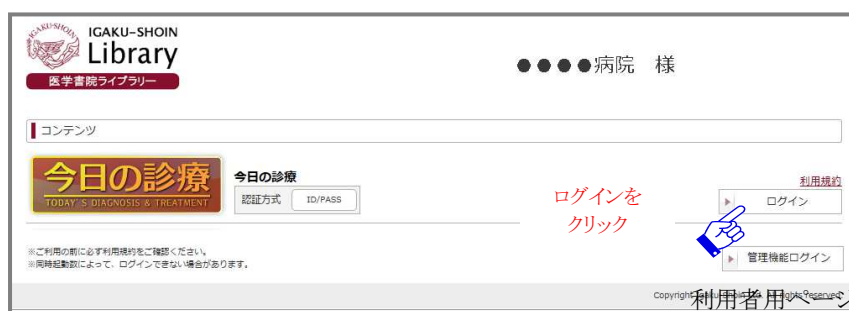 IGAKU-SHOIN
IGAKU-SHOIN
Library
医学書院ライブラリー
●●●●病院 様
コンテンツ
今日の診療
TODAY'S DIAGNOSIS & TREATMENT
今日の診療
認証方式 ID/PASS
ログインを
クリック
利用規約
ログイン
※ご利用の前に必ず利用規約をご確認ください。
※同時起動数によって、ログインできない場合があります。
管理機能ログイン
Copyright
利用者用ページ
reserved.